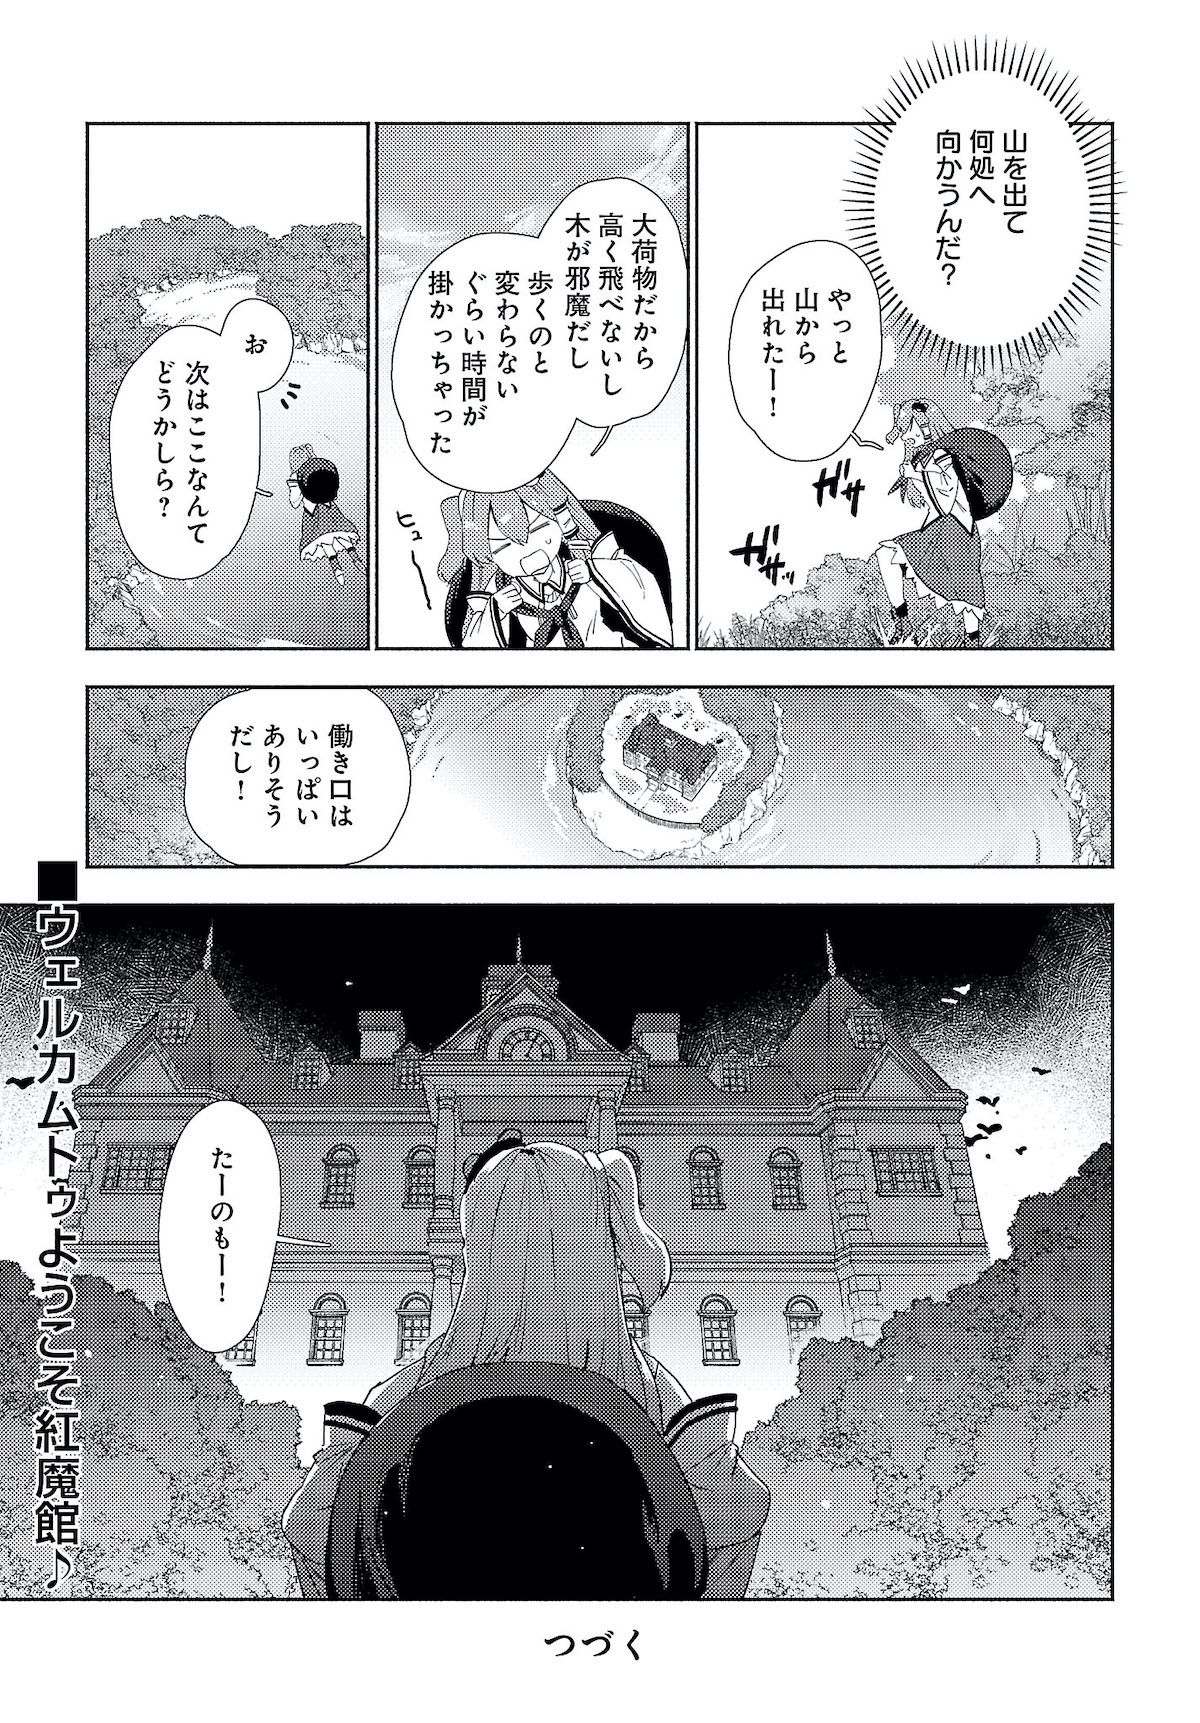 山を出て
何処へ
向かうんだ?
やっと
山から
出れたー!
ガサ
ガサッ
大荷物だから
高く飛べないし
木が邪魔だし
歩くのと
変わらない
ぐらい時間が
掛かっちゃった
ヒュー
お
次はここなんて
どうかしら?
働き口は
いっぱい
ありそう
だし!
たーのもー!
■ウェルカムトゥようこそ紅魔館♪
つづく